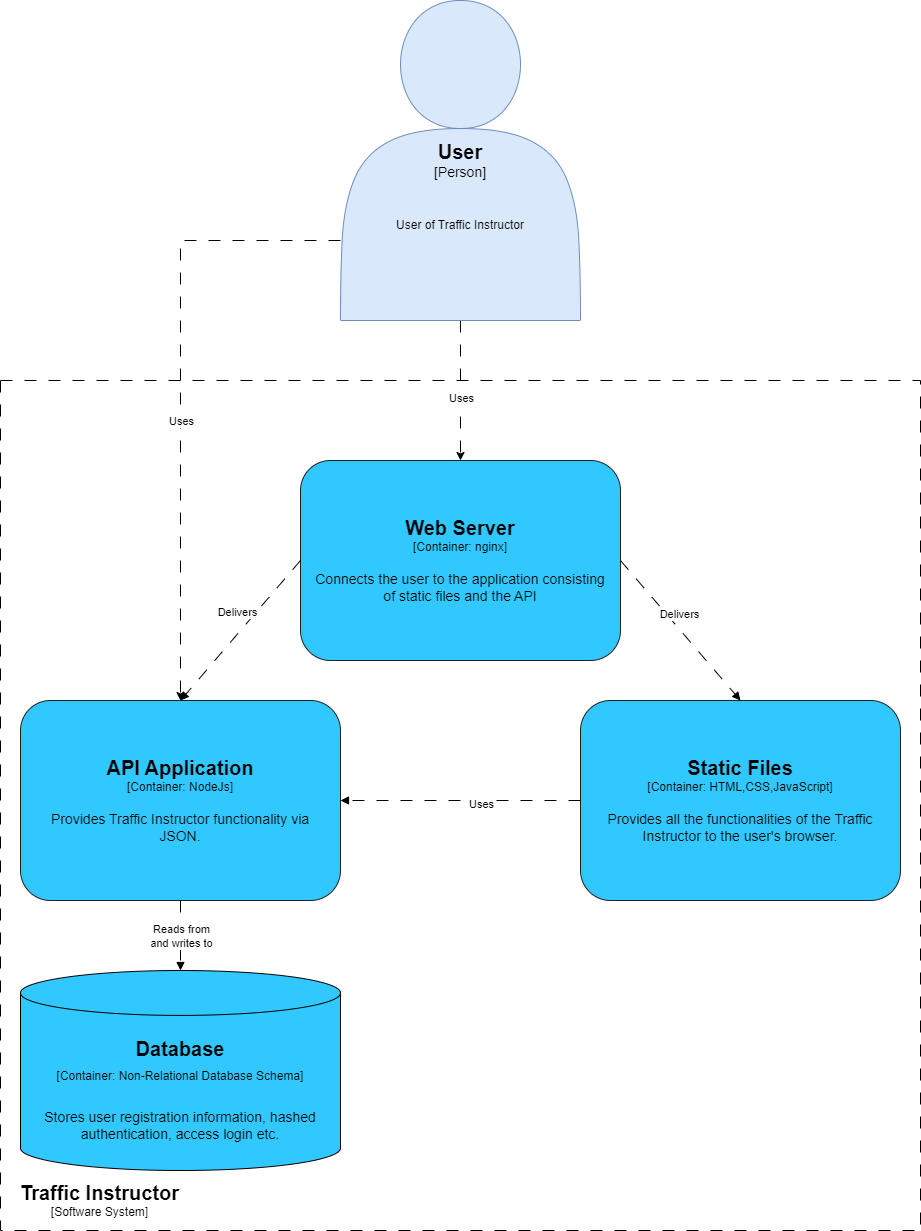 User
[Person]
User of Traffic Instructor
Uses
Uses
Web Server
[Container: nginx]
Connects the user to the application consisting
of static files and the API
Delivers
Delivers
API Application
[Container: NodeJs]
Provides Traffic Instructor functionality via
JSON.
Uses
Static Files
[Container: HTML,CSS,JavaScript]
Provides all the functionalities of the Traffic
Instructor to the user's browser.
Reads from
and writes to
Database
[Container: Non-Relational Database Schema]
Stores user registration information, hashed
authentication, access login etc.
Traffic Instructor
[Software System]